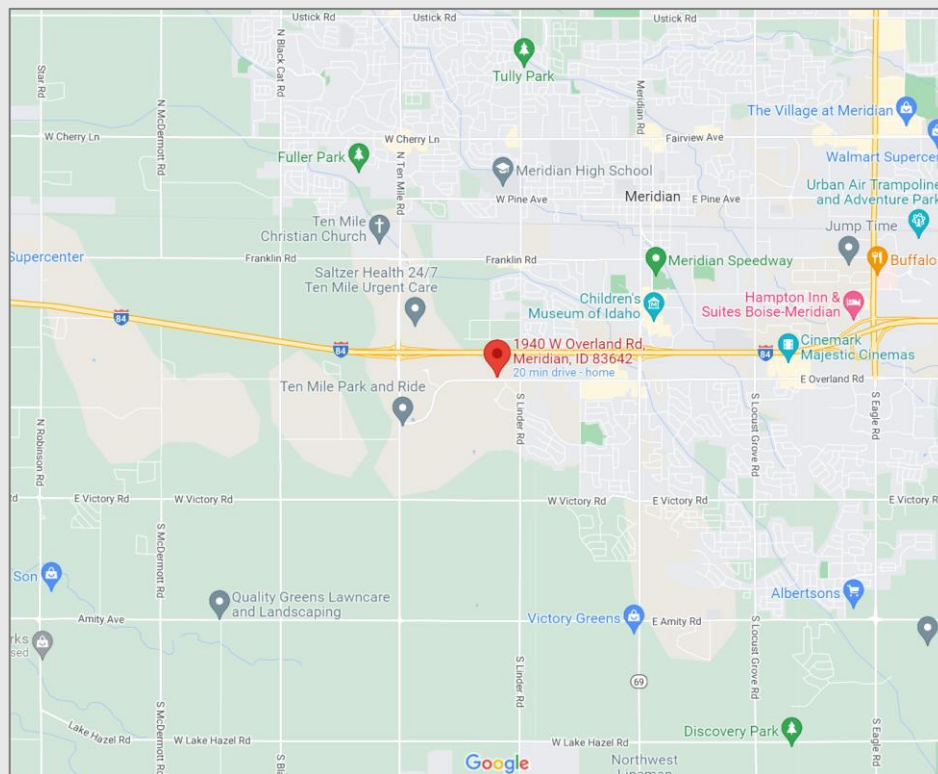 Ustick Rd
Ustick Rd
Ustick Rd
N Black Cat Rd
Star Rd
N McDermott Rd
Meridian Rd
Tully Park
The Village at Meridian
W Cherry Ln
W Cherry Ln
Fairview Ave
Walmart Supercen
Fuller Park
N Ten Mile Rd
Meridian High School
Urban Air Trampoline
and Adventure Park
W Pine Ave
Meridian
E Pine Ave
Ten Mile
Christian Church
Jump Time
Supercenter
Franklin Rd
Franklin Rd
Meridian Speedway
Buffalo
Saltzer Health 24/7
Ten Mile Urgent Care
Children's
Museum of Idaho
Hampton Inn &
Suites Boise-Meridian
84
84
84
1940 W Overland Rd,
Meridian, ID 83642
20 min drive - home
Cinemark
Majestic Cinemas
Ten Mile Park and Ride
E Overland Rd
S Linder Rd
S Locust Grove Rd
S Eagle Rd
N Robinson Rd
E Victory Rd
W Victory Rd
W Victory Rd
E Victory Rd
E Victory R
S McDermott Rd
Son
Quality Greens Lawncare
and Landscaping
Albertsons
Amity Ave
Victory Greens
E Amity Rd
S Locust Grove Rd
S Linder Rd
69
S McDermott Rd
S Eagle Rd
Lake Hazel Rd
W Lake Hazel Rd
Discovery Park
W Lake Hazel Rd
Google
Northwest